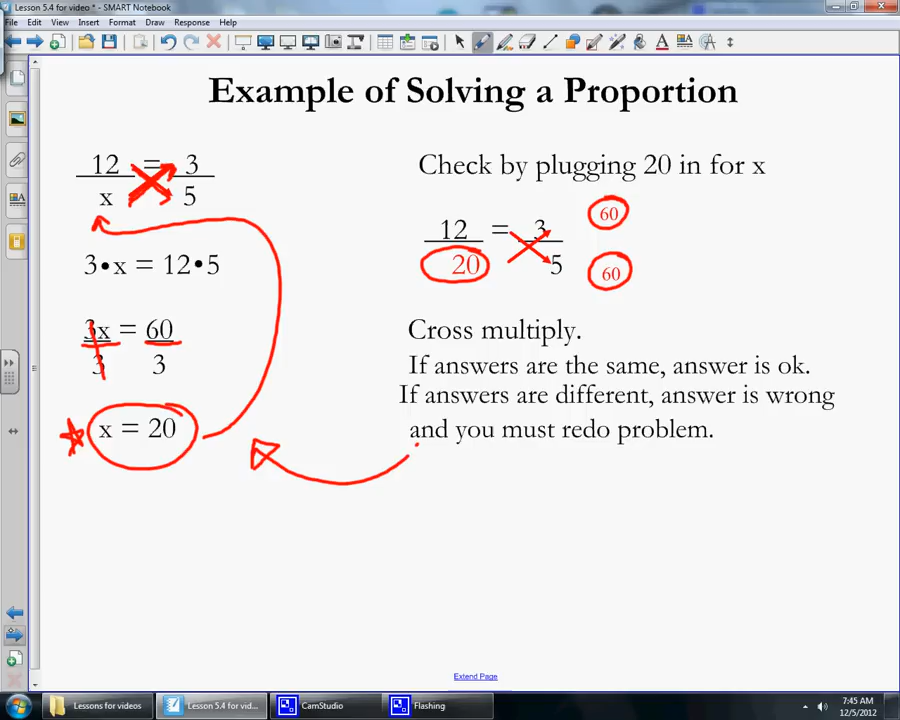 Lesson 5.4 for video * - SMART Notebook
File Edit View Insert Format Draw Response Help
Example of Solving a Proportion
12 = 3
x 5
3•x = 12•5
3x = 60
3 3
x = 20
Check by plugging 20 in for x
12 = 3
20 5
60
60
Cross multiply.
If answers are the same, answer is ok.
If answers are different, answer is wrong
and you must redo problem.
Extend Page
Lessons for videos
Lesson 5.4 for vid...
CamStudio
Flashing
7:45 AM
12/5/2012